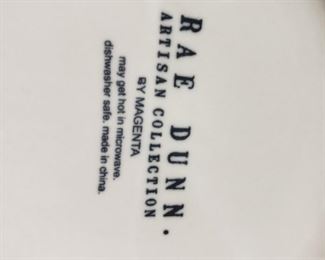 RAE DUNN.
ARTISAN COLLECTION
BY MAGENTA
may get hot in microwave.
dishwasher safe. made in china.